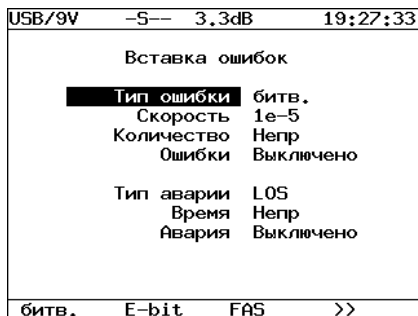 USB/9V -S-- 3.3dB 19:27:33
Вставка ошибок
Тип ошибки битв.
Скорость 1e-5
Количество Непр
Ошибки Выключено
Тип аварии LOS
Время Непр
Авария Выключено
битв. E-bit FAS >>